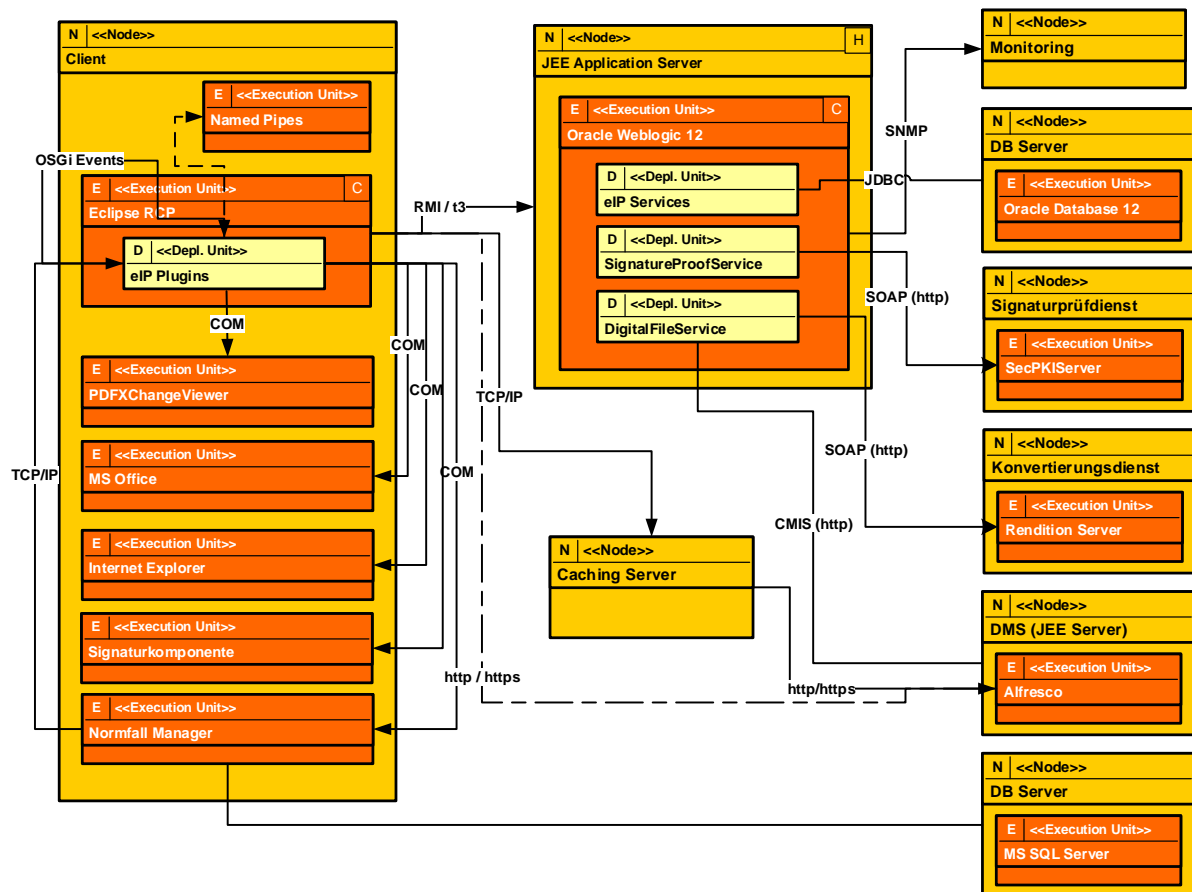 N <<Node>>
Client
E <<Execution Unit>>
Named Pipes
OSGi Events
E <<Execution Unit>> C
Eclipse RCP
D <<Depl. Unit>>
eIP Plugins
COM
E <<Execution Unit>>
PDFXChangeViewer
E <<Execution Unit>>
MS Office
E <<Execution Unit>>
Internet Explorer
E <<Execution Unit>>
Signaturkomponente
E <<Execution Unit>>
Normfall Manager
TCP/IP
COM
COM
COM
http / https
RMI / t3
TCP/IP
N <<Node>> H
JEE Application Server
E <<Execution Unit>> C
Oracle Weblogic 12
D <<Depl. Unit>>
eIP Services
D <<Depl. Unit>>
SignatureProofService
D <<Depl. Unit>>
DigitalFileService
N <<Node>>
Caching Server
SNMP
JDBC
SOAP (http)
SOAP (http)
CMIS (http)
http/https
N <<Node>>
Monitoring
N <<Node>>
DB Server
E <<Execution Unit>>
Oracle Database 12
N <<Node>>
Signaturprüfdienst
E <<Execution Unit>>
SecPKIServer
N <<Node>>
Konvertierungsdienst
E <<Execution Unit>>
Rendition Server
N <<Node>>
DMS (JEE Server)
E <<Execution Unit>>
Alfresco
N <<Node>>
DB Server
E <<Execution Unit>>
MS SQL Server